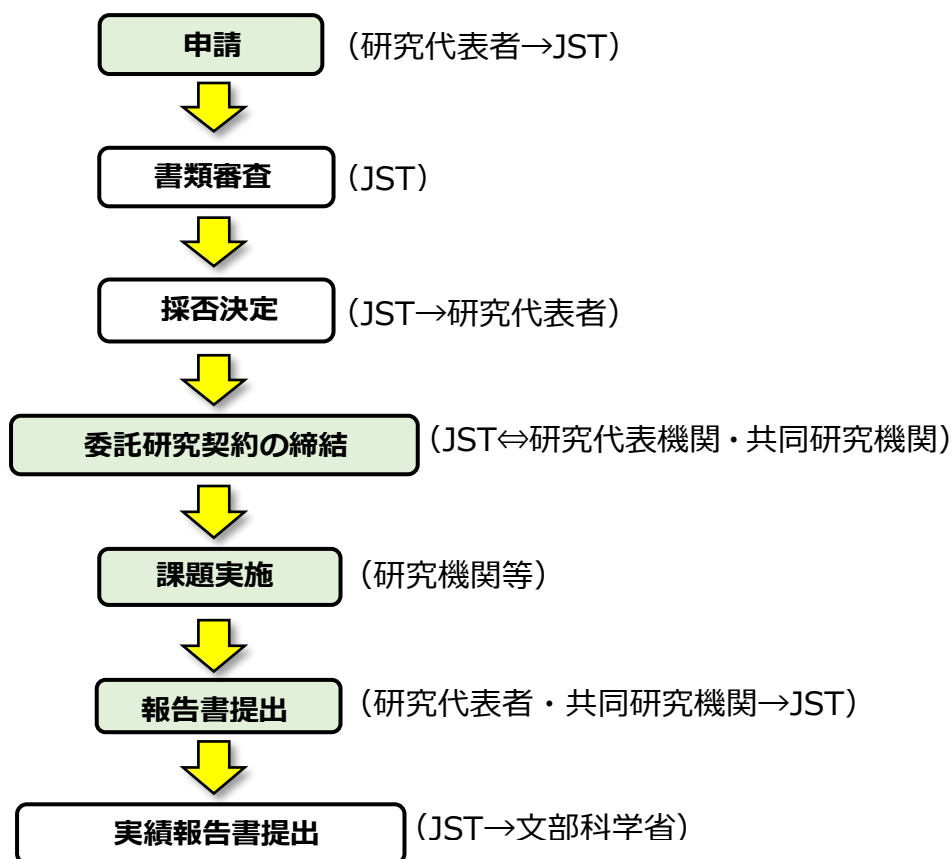 申請 （研究代表者→JST）
書類審査 （JST）
採否決定 （JST→研究代表者）
委託研究契約の締結 （JST⇔研究代表機関・共同研究機関）
課題実施 （研究機関等）
報告書提出 （研究代表者・共同研究機関→JST）
実績報告書提出 （JST→文部科学省）